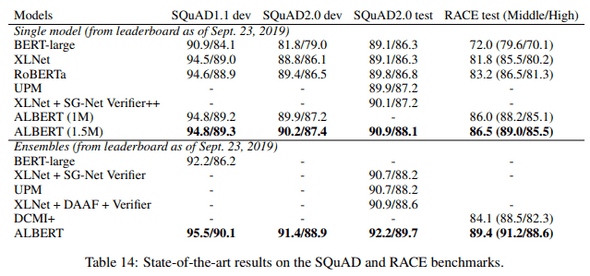 Models SQuAD1.1 dev SQuAD2.0 dev SQuAD2.0 test RACE test (Middle/High)
Single model (from leaderboard as of Sept. 23, 2019)
BERT-large 90.9/84.1 81.8/79.0 89.1/86.3 72.0 (79.6/70.1)
XLNet 94.5/89.0 88.8/86.1 89.1/86.3 81.8 (85.5/80.2)
RoBERTa 94.6/88.9 89.4/86.5 89.8/86.8 83.2 (86.5/81.3)
UPM - - 89.9/87.2 -
XLNet + SG-Net Verifier++ - - 90.1/87.2 -
ALBERT (1M) 94.8/89.2 89.9/87.2 - 86.0 (88.2/85.1)
ALBERT (1.5M) 94.8/89.3 90.2/87.4 90.9/88.1 86.5 (89.0/85.5)
Ensembles (from leaderboard as of Sept. 23, 2019)
BERT-large 92.2/86.2 - - -
XLNet + SG-Net Verifier - - 90.7/88.2 -
UPM - - 90.7/88.2
XLNet + DAAF + Verifier - - 90.9/88.6 -
DCMI+ - - - 84.1 (88.5/82.3)
ALBERT 95.5/90.1 91.4/88.9 92.2/89.7 89.4 (91.2/88.6)
Table 14: State-of-the-art results on the SQuAD and RACE benchmarks.